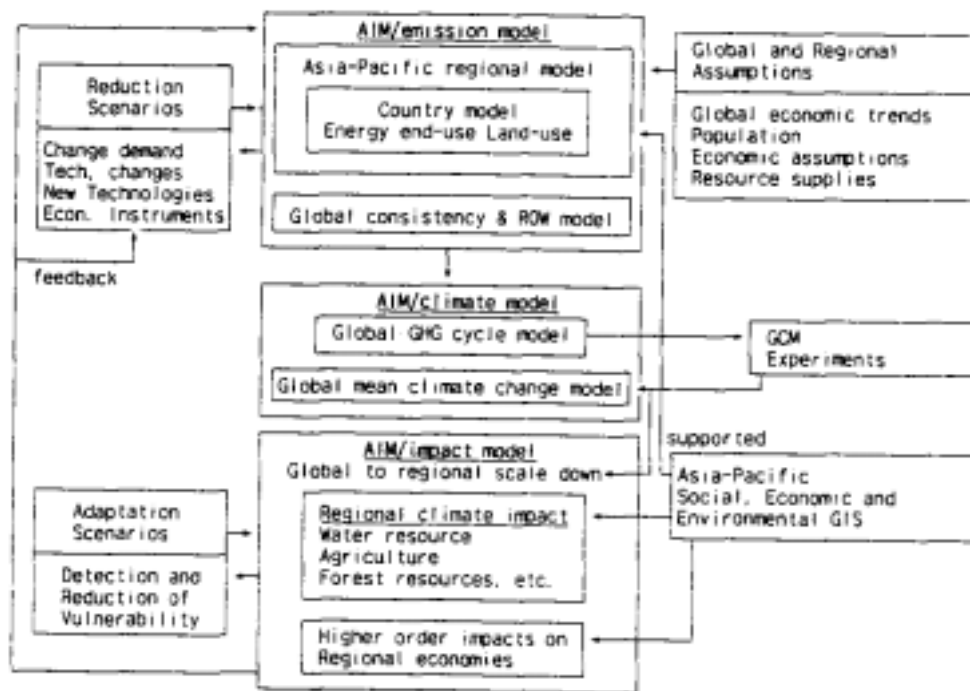 AIM/emission model
Asia-Pacific regional model
Country model
Energy end-use Land-use
Global consistency & ROW model
Reduction
Scenarios
Change demand
Tech, changes
New Technologies
Econ. Instruments
feedback
Global and Regional
Assumptions
Global economic trends
Population
Economic assumptions
Resource supplies
AIM/climate model
Global GHG cycle model
Global mean climate change model
GCM
Experiments
AIM/impact model
Global to regional scale down
Regional climate impact
Water resource
Agriculture
Forest resources, etc.
Higher order impacts on
Regional economies
Adaptation
Scenarios
Detection and
Reduction of
Vulnerability
supported
Asia-Pacific
Social, Economic and
Environmental GIS